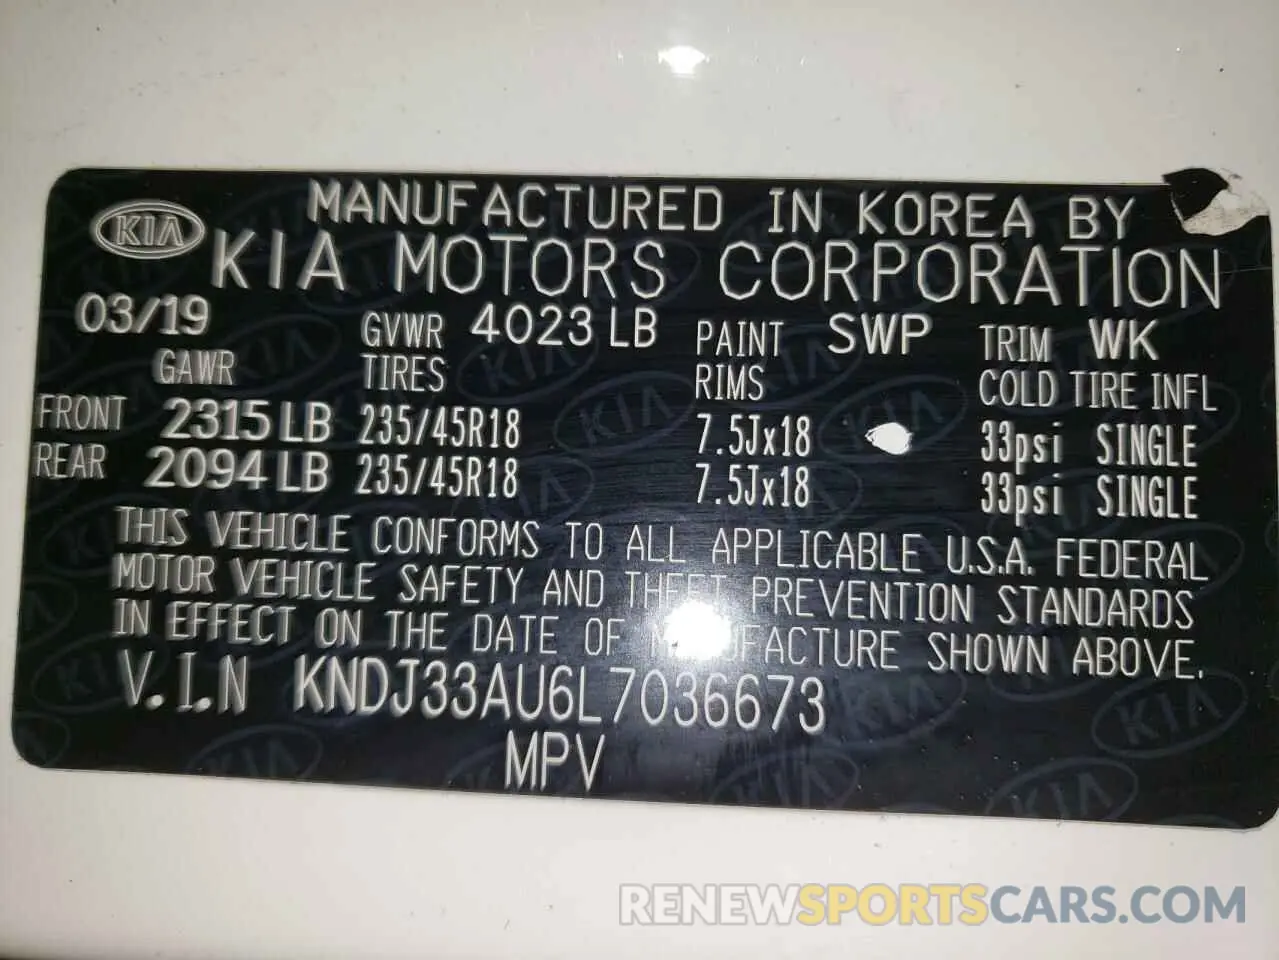 MANUFACTURED IN KOREA BY
KIA KIA MOTORS CORPORATION
03/19 GVWR 4023 LB PAINT SWP TRIM WK
GAWR TIRES RIMS COLD TIRE INFL
FRONT 2315 LB 235/45R18 7.5Jx18 33psi SINGLE
REAR 2094 LB 235/45R18 7.5Jx18 33psi SINGLE
THIS VEHICLE CONFORMS TO ALL APPLICABLE U.S.A. FEDERAL
MOTOR VEHICLE SAFETY AND THEFT PREVENTION STANDARDS
IN EFFECT ON THE DATE OF MANUFACTURE SHOWN ABOVE.
V.I.N KNDJ33AU6L7036673
MPV
RENEWSPORTSCARS.COM